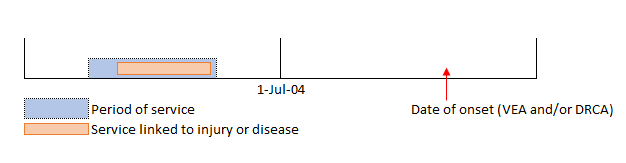 1-Jul-04
Period of service
Date of onset (VEA and/or DRCA)
Service linked to injury or disease